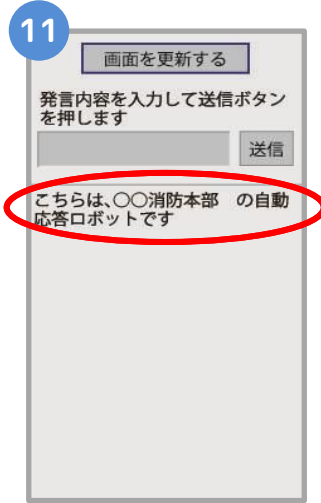 11
画面を更新する
発言内容を入力して送信ボタン
を押します
送信
こちらは、○○消防本部　の自動
応答ロボットです